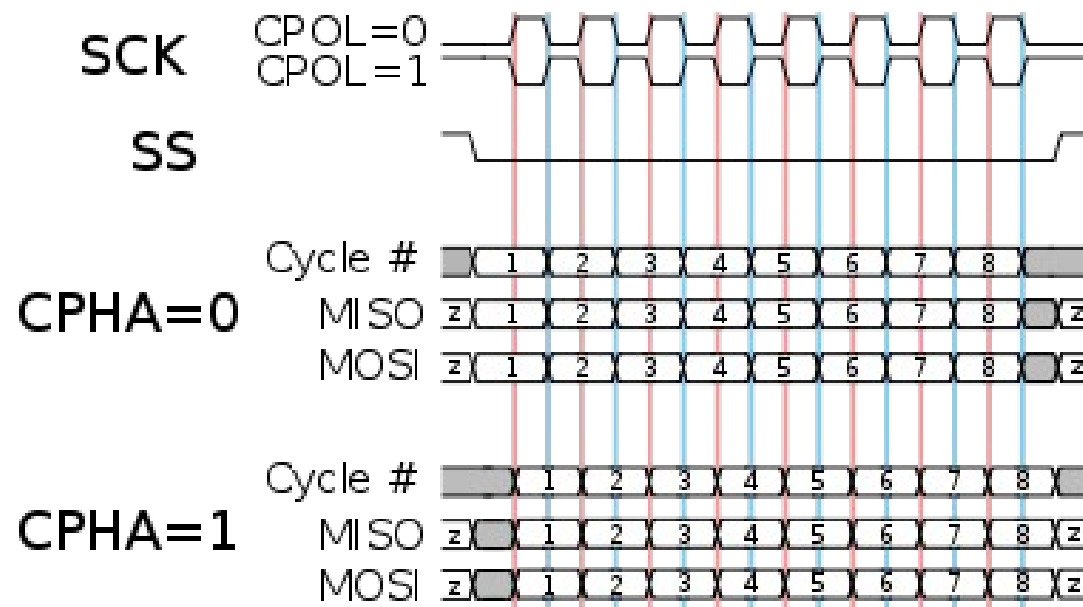 SCK CPOL=0
CPOL=1
SS
Cycle # 1 2 3 4 5 6 7 8
CPHA=0 MISO z 1 2 3 4 5 6 7 8 z
MOSI z 1 2 3 4 5 6 7 8 z
Cycle # 1 2 3 4 5 6 7 8
CPHA=1 MISO z 1 2 3 4 5 6 7 8 z
MOSI z 1 2 3 4 5 6 7 8 z